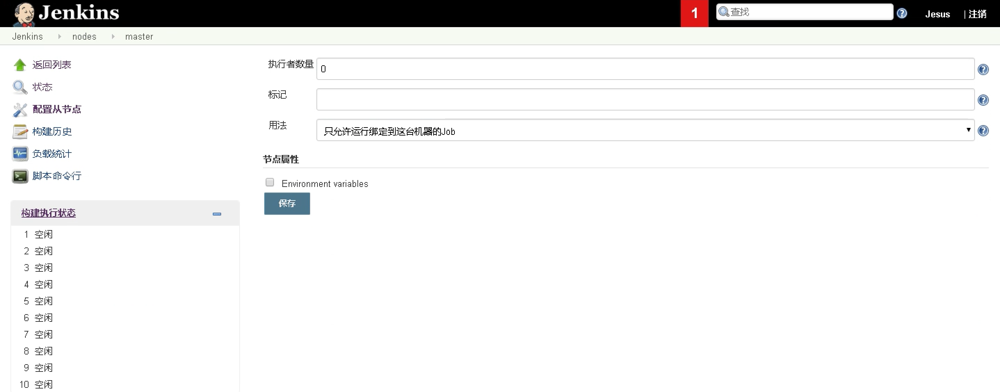 Jenkins
1
查找
Jesus
| 注销
Jenkins
nodes
master
返回列表
状态
配置从节点
构建历史
负载统计
脚本命令行
构建执行状态
1 空闲
2 空闲
3 空闲
4 空闲
5 空闲
6 空闲
7 空闲
8 空闲
9 空闲
10 空闲
执行者数量
0
标记
用法
只允许运行绑定到这台机器的Job
节点属性
Environment variables
保存